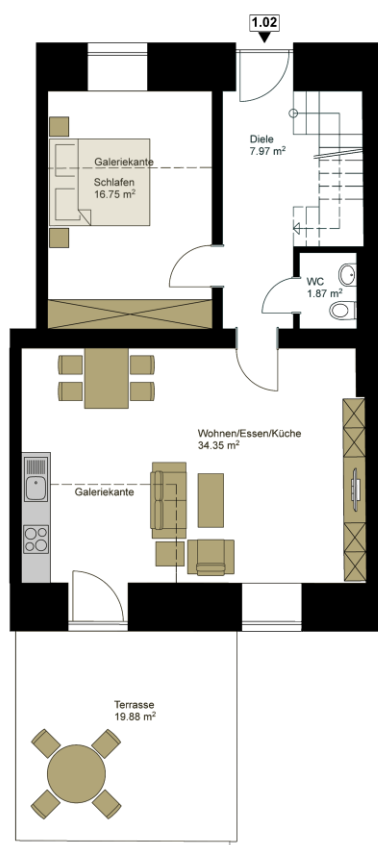 1.02
Diele
7.97 m²
Galeriekante
Schlafen
16.75 m²
WC
1.87 m²
Wohnen/Essen/Küche
34.35 m²
Galeriekante
Terrasse
19.88 m²